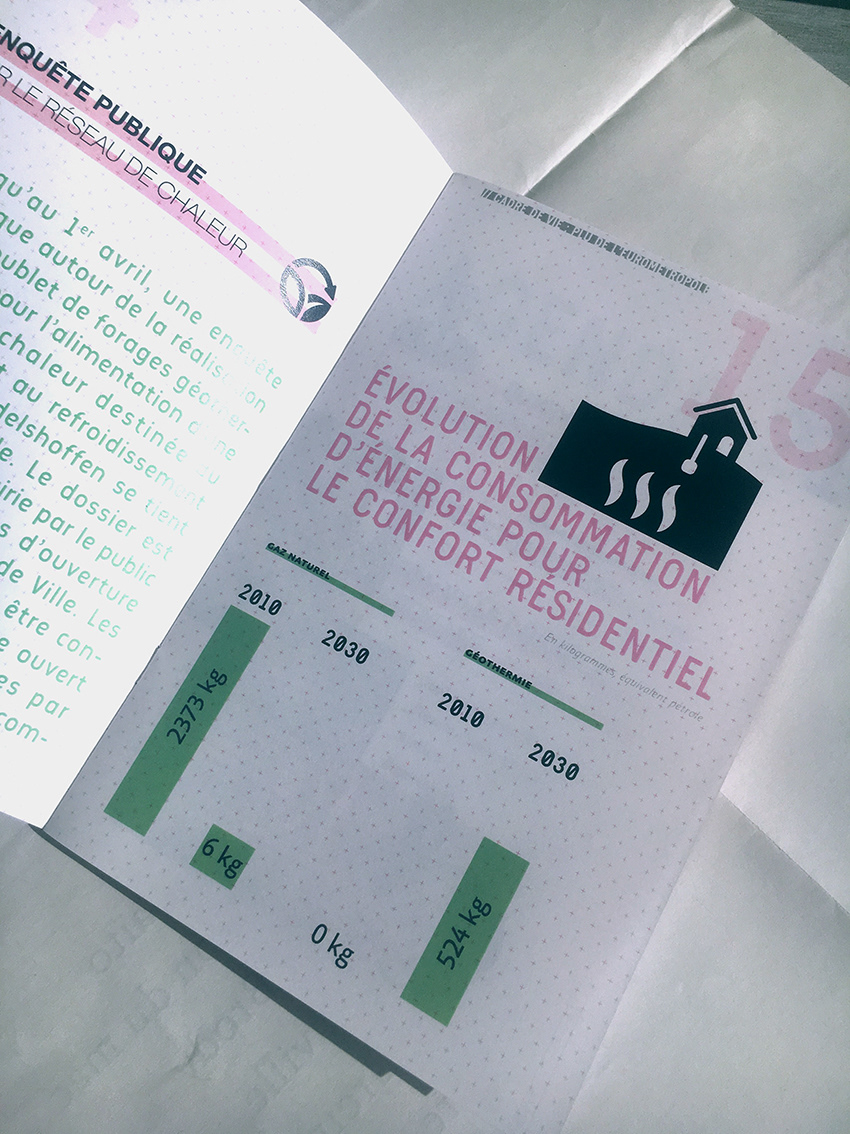 ENQUÊTE PUBLIQUE
LE RÉSEAU DE CHALEUR
qu'au 1er avril, une enquête
que autour de la réalisation
oublet de forages géother-
our l'alimentation d'une
chaleur destinée au
t au refroidissement
delshoffen se tient
e. Le dossier est
irie par le public
s d'ouverture
de Ville. Les
être con-
e ouvert
es par
com-
// CADRE DE VIE : PLU DE L'EUROMÉTROPOLE
15
ÉVOLUTION
DE LA CONSOMMATION
D'ÉNERGIE POUR
LE CONFORT RÉSIDENTIEL
En kilogrammes, équivalent pétrole
GAZ NATUREL
2010
2030
2373 kg
6 kg
GÉOTHERMIE
2010
2030
0 kg
524 kg